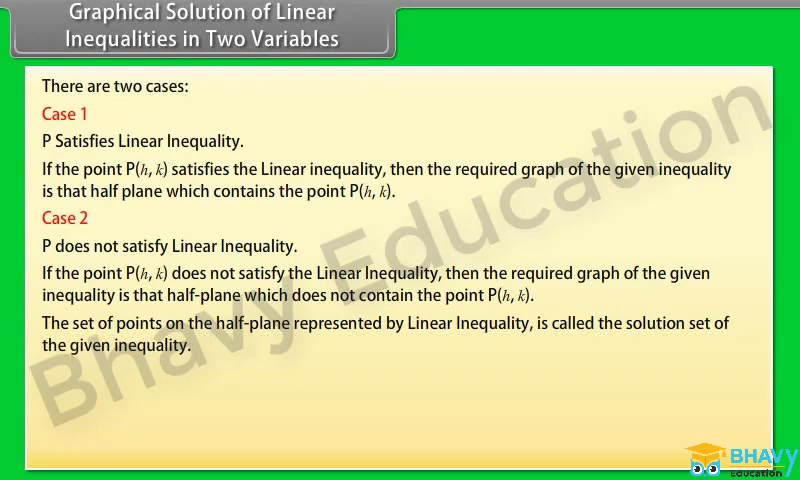 Graphical Solution of Linear
Inequalities in Two Variables
There are two cases:
Case 1
P Satisfies Linear Inequality.
If the point P(h, k) satisfies the Linear inequality, then the required graph of the given inequality
is that half plane which contains the point P(h, k).
Case 2
P does not satisfy Linear Inequality.
If the point P(h, k) does not satisfy the Linear Inequality, then the required graph of the given
inequality is that half-plane which does not contain the point P(h, k).
The set of points on the half-plane represented by Linear Inequality, is called the solution set of
the given inequality.
Bhavy Education
BHAVY
Education